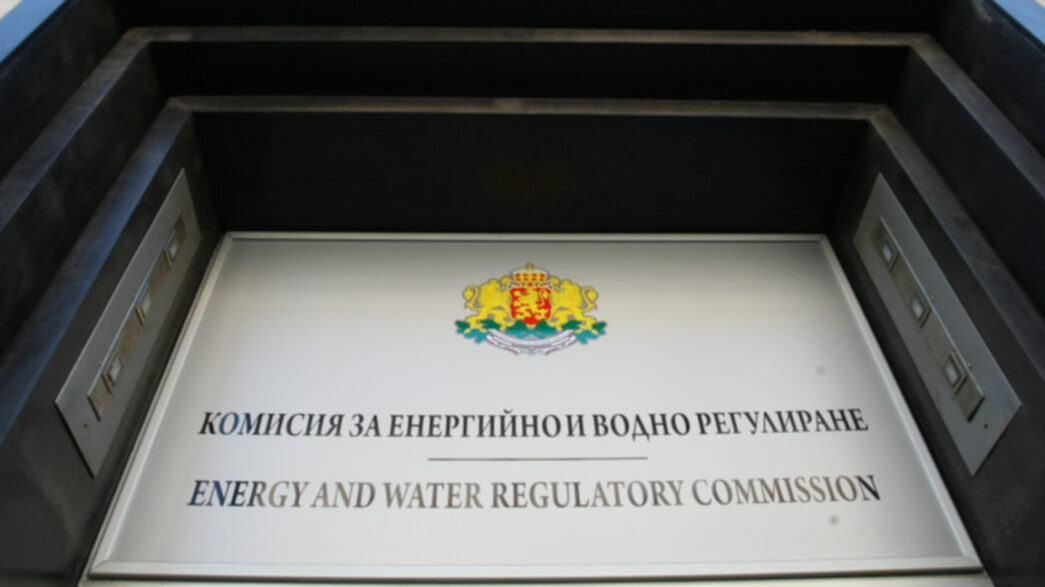 КОМИСИЯ ЗА ЕНЕРГИЙНО И ВОДНО РЕГУЛИРАНЕ
ENERGY AND WATER REGULATORY COMMISSION